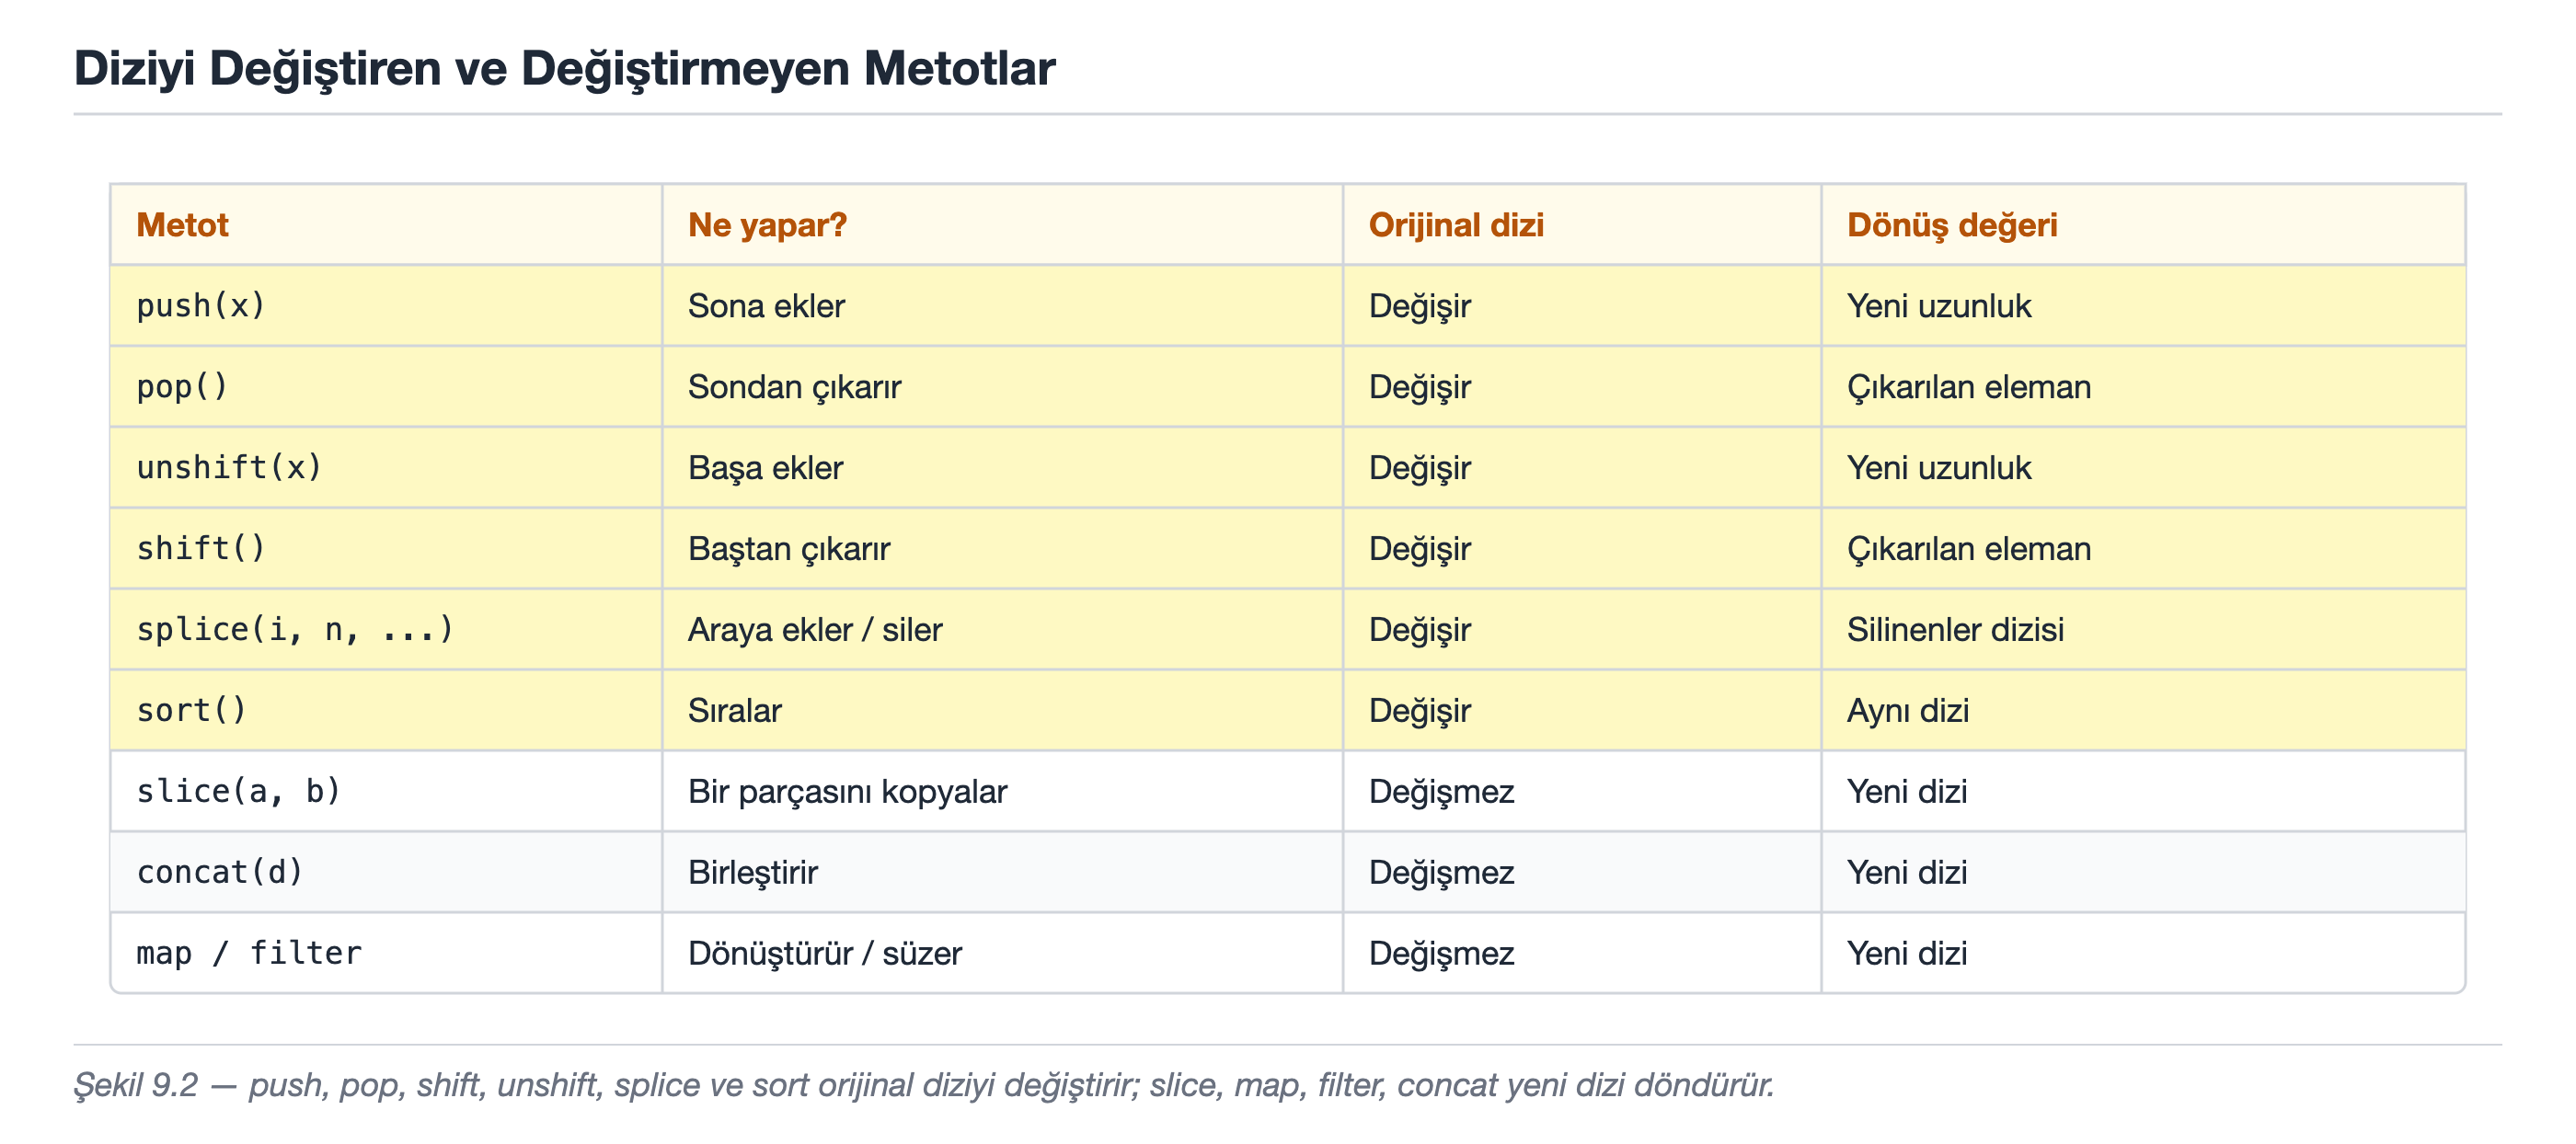 Diziyi Değiştiren ve Değiştirmeyen Metotlar
Metot Ne yapar? Orijinal dizi Dönüş değeri
push(x) Sona ekler Değişir Yeni uzunluk
pop() Sondan çıkarır Değişir Çıkarılan eleman
unshift(x) Başa ekler Değişir Yeni uzunluk
shift() Baştan çıkarır Değişir Çıkarılan eleman
splice(i, n, ...) Araya ekler / siler Değişir Silinenler dizisi
sort() Sıralar Değişir Aynı dizi
slice(a, b) Bir parçasını kopyalar Değişmez Yeni dizi
concat(d) Birleştirir Değişmez Yeni dizi
map / filter Dönüştürür / süzer Değişmez Yeni dizi
Şekil 9.2 — push, pop, shift, unshift, splice ve sort orijinal diziyi değiştirir; slice, map, filter, concat yeni dizi döndürür.